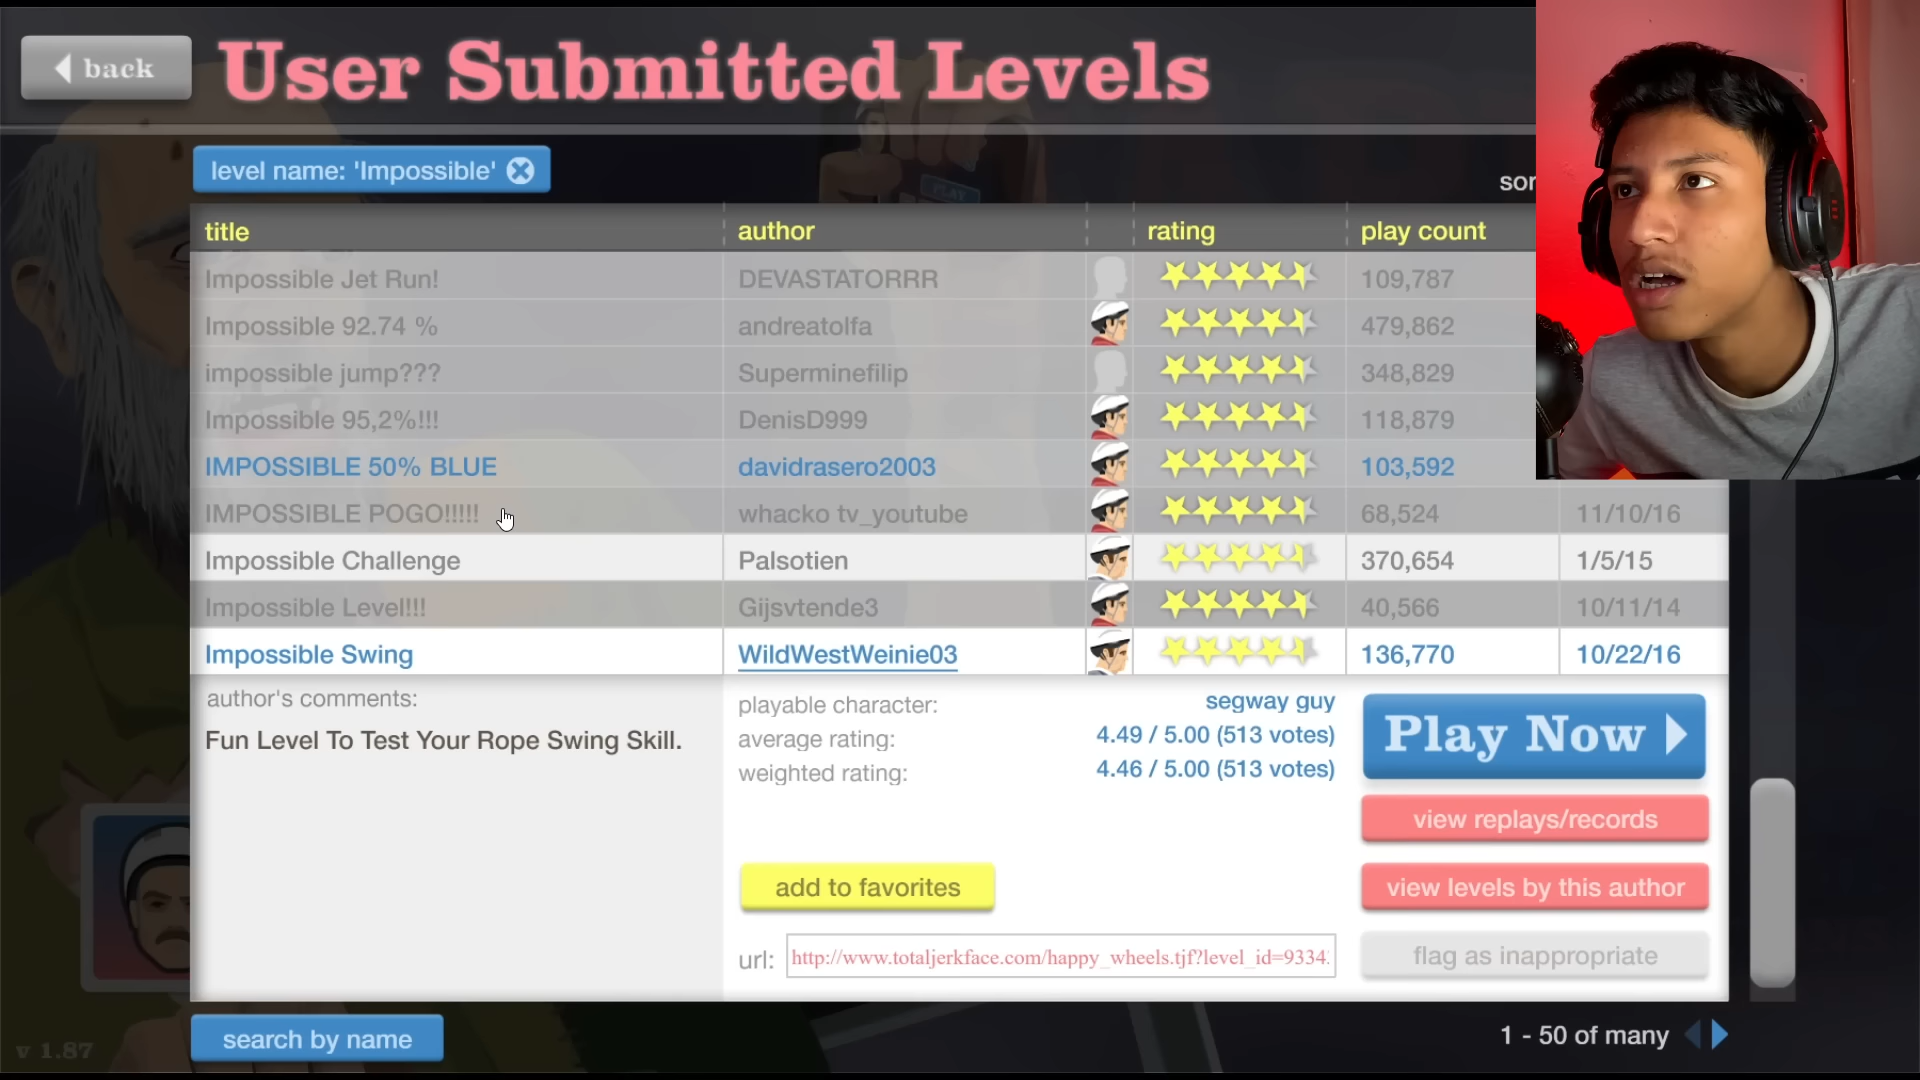 back
User Submitted Levels
level name: 'Impossible'
sor
title author rating play count
Impossible Jet Run! DEVASTATORRR 109,787
Impossible 92.74 % andreatolfa 479,862
impossible jump??? Superminefilip 348,829
Impossible 95,2%!!! DenisD999 118,879
IMPOSSIBLE 50% BLUE davidrasero2003 103,592
IMPOSSIBLE POGO!!!!! whacko tv_youtube 68,524 11/10/16
Impossible Challenge Palsotien 370,654 1/5/15
Impossible Level!!! Gijsvtende3 40,566 10/11/14
Impossible Swing WildWestWeinie03 136,770 10/22/16
author's comments:
Fun Level To Test Your Rope Swing Skill.
playable character: segway guy
average rating: 4.49 / 5.00 (513 votes)
weighted rating: 4.46 / 5.00 (513 votes)
add to favorites
url: http://www.totaljerkface.com/happy_wheels.tjf?level_id=9334
Play Now
view replays/records
view levels by this author
flag as inappropriate
search by name
1 - 50 of many
v 1.87